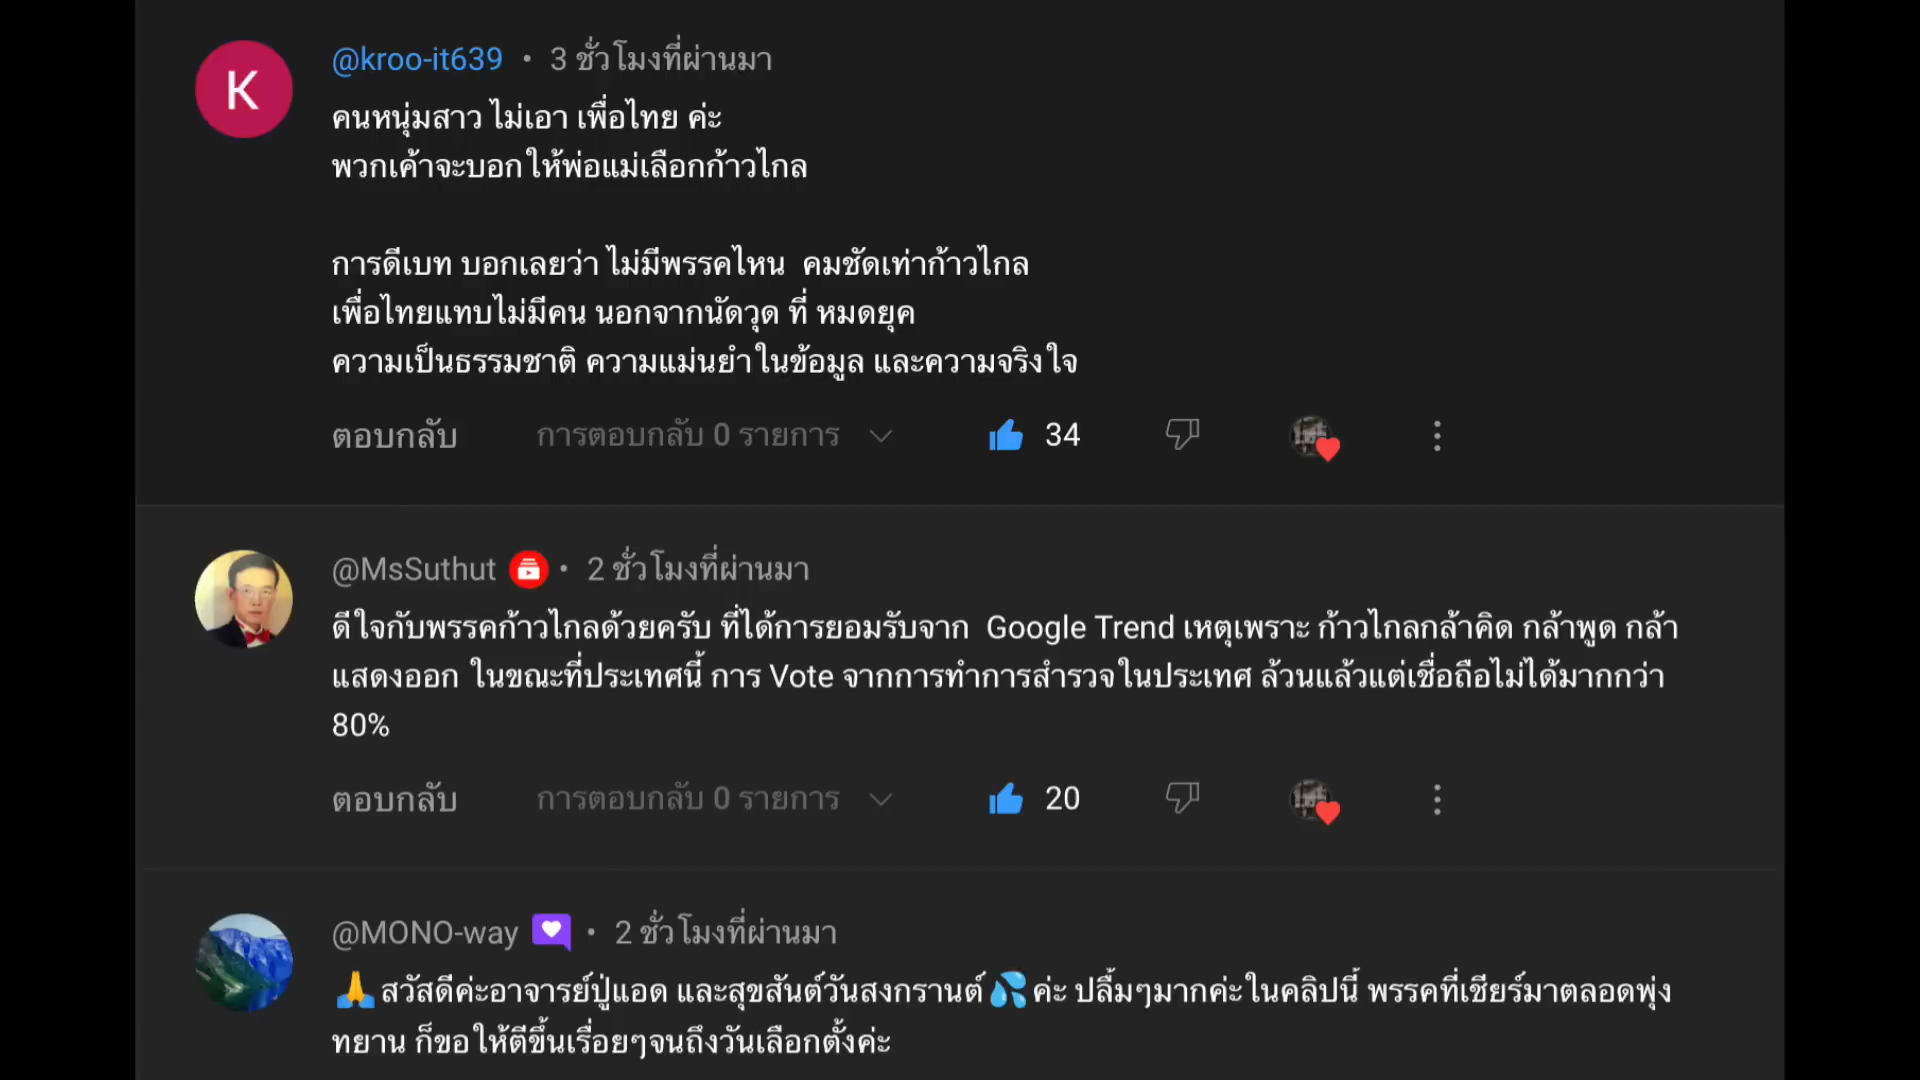 K
@kroo-it639 • 3 ชั่วโมงที่ผ่านมา
คนหนุ่มสาว ไม่เอา เพื่อไทย ค่ะ
พวกเค้าจะบอกให้พ่อแม่เลือกก้าวไกล
การดีเบท บอกเลยว่า ไม่มีพรรคไหน คมชัดเท่าก้าวไกล
เพื่อไทยแทบไม่มีคน นอกจากนัดวุด ที่ หมดยุค
ความเป็นธรรมชาติ ความแม่นยำในข้อมูล และความจริงใจ
ตอบกลับ การตอบกลับ 0 รายการ 34
@MsSuthut • 2 ชั่วโมงที่ผ่านมา
ดีใจกับพรรคก้าวไกลด้วยครับ ที่ได้การยอมรับจาก Google Trend เหตุเพราะ ก้าวไกลกล้าคิด กล้าพูด กล้า
แสดงออก ในขณะที่ประเทศนี้ การ Vote จากการทำการสำรวจในประเทศ ล้วนแล้วแต่เชื่อถือไม่ได้มากกว่า
80%
ตอบกลับ การตอบกลับ 0 รายการ 20
@MONO-way • 2 ชั่วโมงที่ผ่านมา
🙏สวัสดีค่ะอาจารย์ปู่แอด และสุขสันต์วันสงกรานต์💦ค่ะ ปลื้มๆมากค่ะในคลิปนี้ พรรคที่เชียร์มาตลอดพุ่ง
ทยาน ก็ขอให้ตีขึ้นเรื่อยๆจนถึงวันเลือกตั้งค่ะ